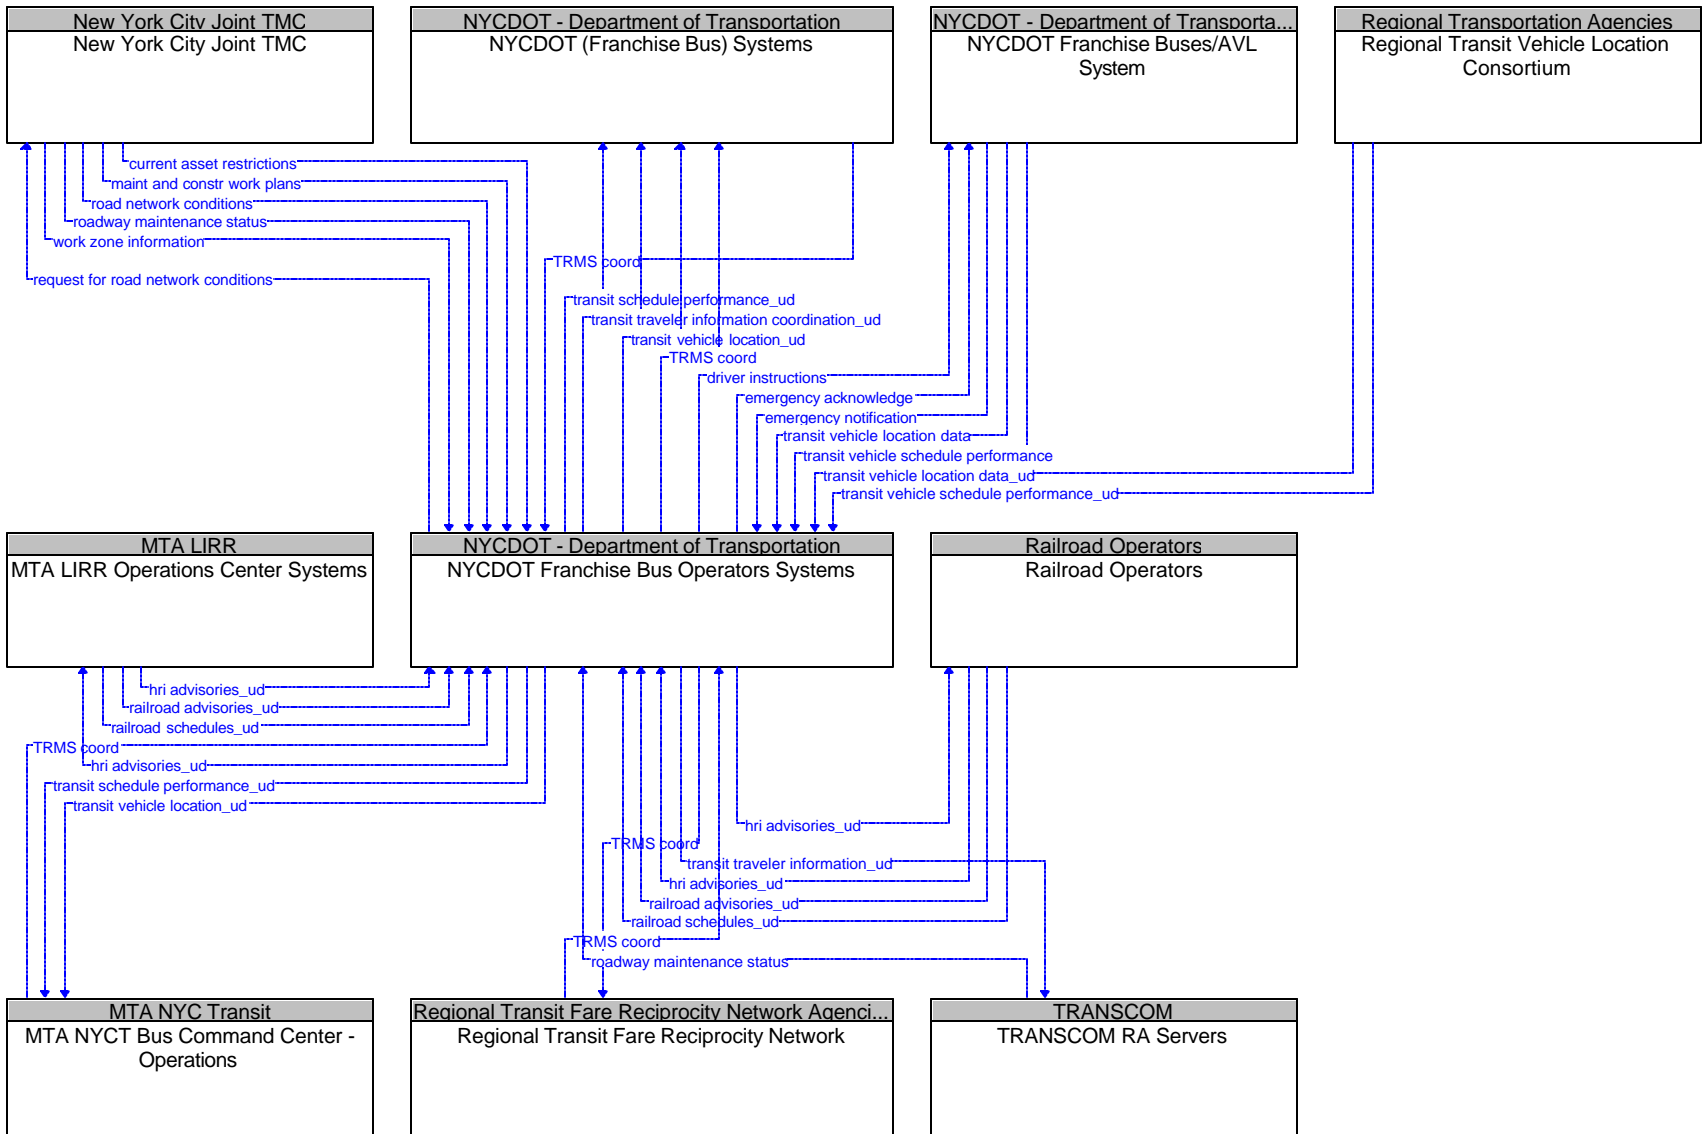 New York City Joint TMC
New York City Joint TMC
NYCDOT - Department of Transportation
NYCDOT (Franchise Bus) Systems
NYCDOT - Department of Transporta...
NYCDOT Franchise Buses/AVL
System
Regional Transportation Agencies
Regional Transit Vehicle Location
Consortium
current asset restrictions
maint and constr work plans
road network conditions
roadway maintenance status
work zone information
request for road network conditions
TRMS coord
transit schedule performance_ud
transit traveler information coordination_ud
transit vehicle location_ud
TRMS coord
driver instructions
emergency acknowledge
emergency notification
transit vehicle location data
transit vehicle schedule performance
transit vehicle location data_ud
transit vehicle schedule performance_ud
MTA LIRR
MTA LIRR Operations Center Systems
NYCDOT - Department of Transportation
NYCDOT Franchise Bus Operators Systems
Railroad Operators
Railroad Operators
hri advisories_ud
railroad advisories_ud
railroad schedules_ud
TRMS coord
hri advisories_ud
transit schedule performance_ud
transit vehicle location_ud
hri advisories_ud
TRMS coord
transit traveler information_ud
hri advisories_ud
railroad advisories_ud
railroad schedules_ud
TRMS coord
roadway maintenance status
MTA NYC Transit
MTA NYCT Bus Command Center -
Operations
Regional Transit Fare Reciprocity Network Agenci...
Regional Transit Fare Reciprocity Network
TRANSCOM
TRANSCOM RA Servers